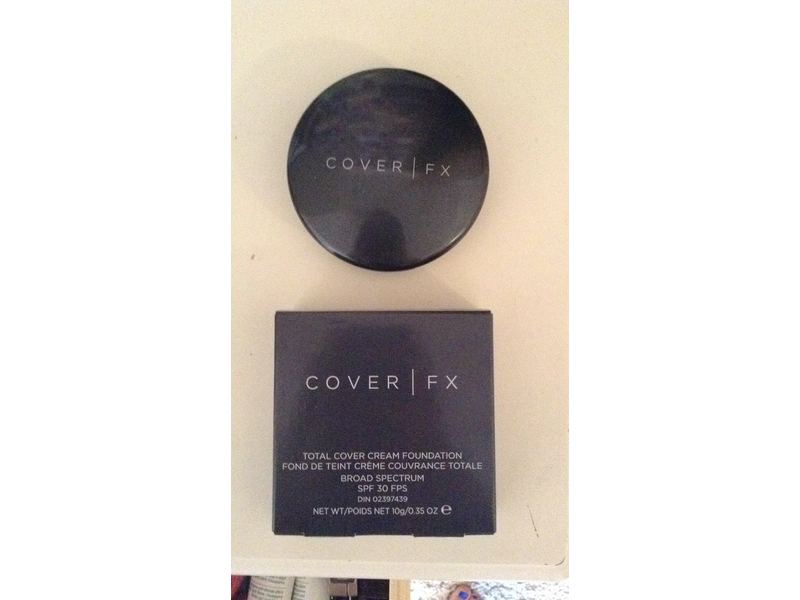 COVER | FX
COVER | FX
TOTAL COVER CREAM FOUNDATION
FOND DE TEINT CRÈME COUVRANCE TOTALE
BROAD SPECTRUM
SPF 30 FPS
DIN 02397439
NET WT/POIDS NET 10g/0.35 OZ ℮